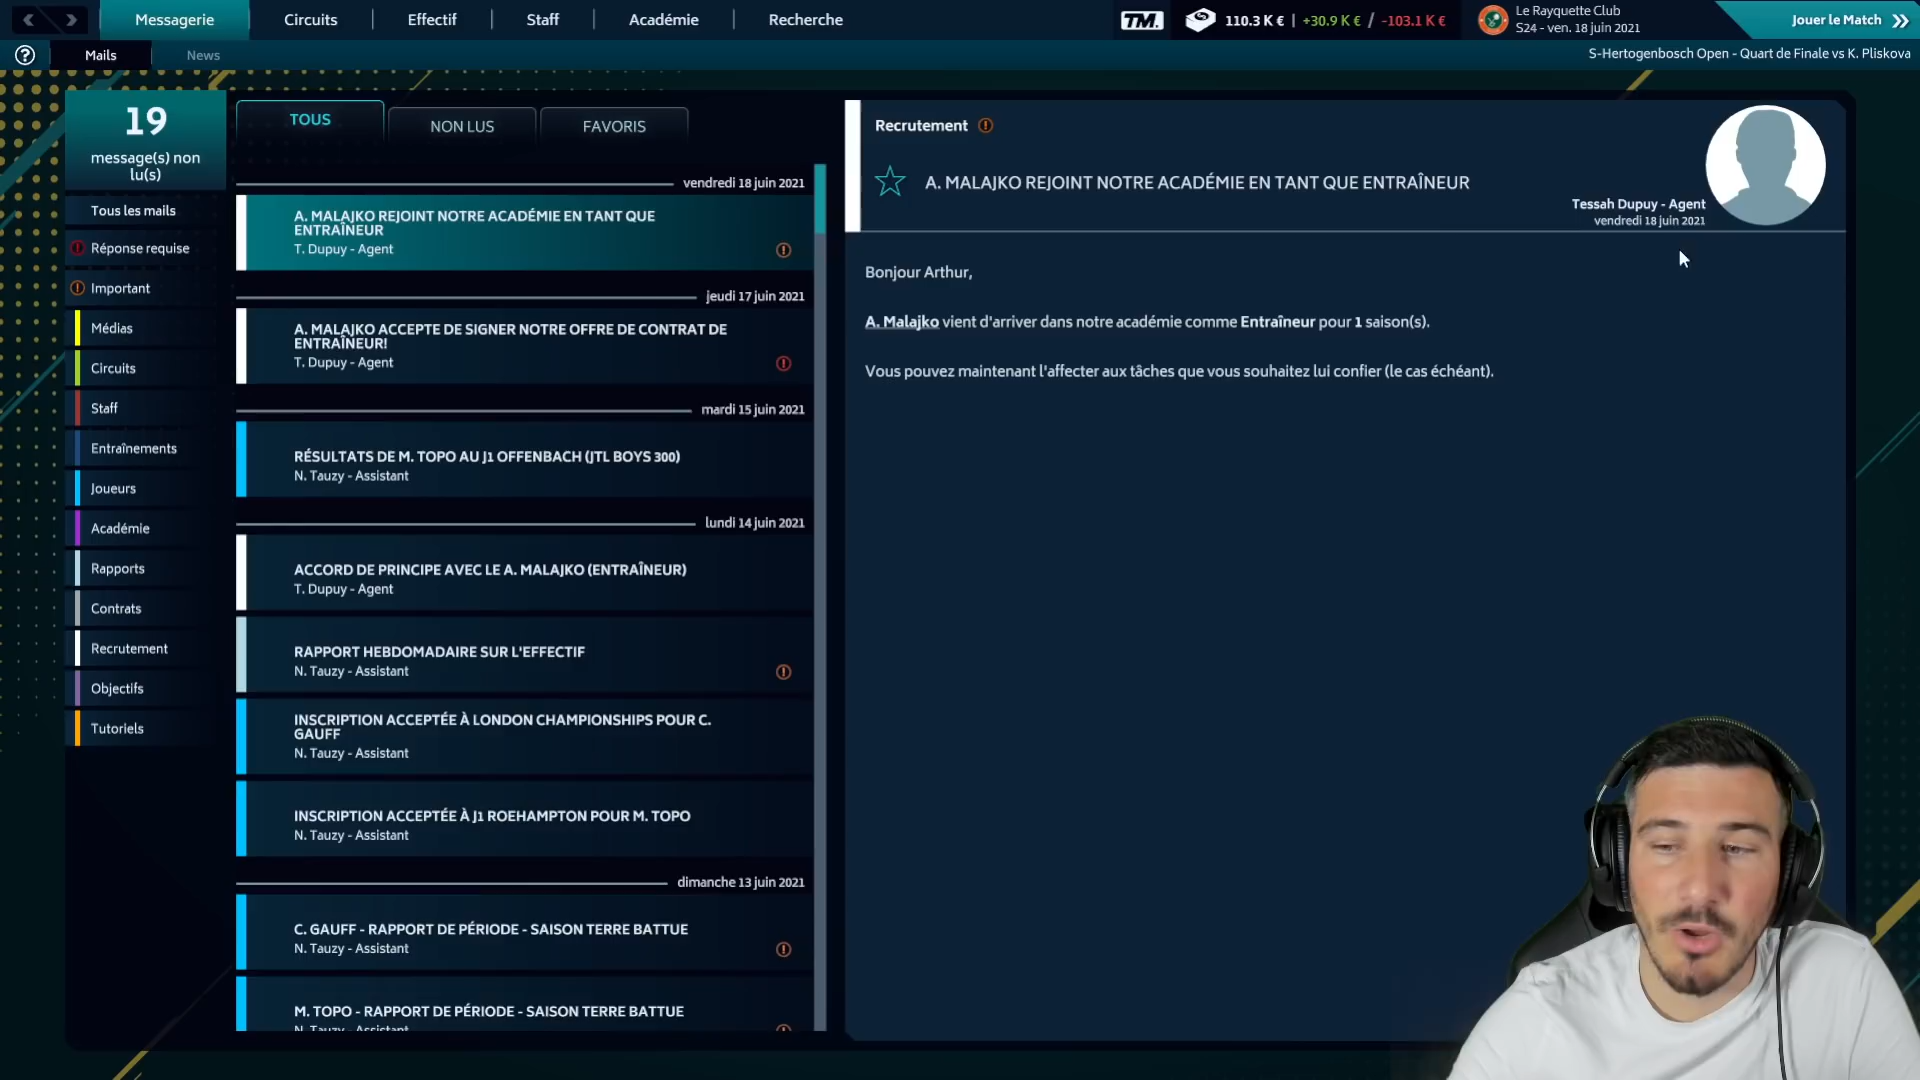 Messagerie
Circuits
Effectif
Staff
Académie
Recherche
TM.
110.3 K € | +30.9 K € / -103.1 K €
Le Rayquette Club
S24 - ven. 18 juin 2021
Jouer le Match
Mails
News
S-Hertogenbosch Open - Quart de Finale vs K. Pliskova
19
message(s) non
lu(s)
Tous les mails
Réponse requise
Important
Médias
Circuits
Staff
Entraînements
Joueurs
Académie
Rapports
Contrats
Recrutement
Objectifs
Tutoriels
TOUS
NON LUS
FAVORIS
vendredi 18 juin 2021
A. MALAJKO REJOINT NOTRE ACADÉMIE EN TANT QUE
ENTRAÎNEUR
T. Dupuy - Agent
jeudi 17 juin 2021
A. MALAJKO ACCEPTE DE SIGNER NOTRE OFFRE DE CONTRAT DE
ENTRAÎNEUR!
T. Dupuy - Agent
mardi 15 juin 2021
RÉSULTATS DE M. TOPO AU J1 OFFENBACH (JTL BOYS 300)
N. Tauzy - Assistant
lundi 14 juin 2021
ACCORD DE PRINCIPE AVEC LE A. MALAJKO (ENTRAÎNEUR)
T. Dupuy - Agent
RAPPORT HEBDOMADAIRE SUR L'EFFECTIF
N. Tauzy - Assistant
INSCRIPTION ACCEPTÉE À LONDON CHAMPIONSHIPS POUR C.
GAUFF
N. Tauzy - Assistant
INSCRIPTION ACCEPTÉE À J1 ROEHAMPTON POUR M. TOPO
N. Tauzy - Assistant
dimanche 13 juin 2021
C. GAUFF - RAPPORT DE PÉRIODE - SAISON TERRE BATTUE
N. Tauzy - Assistant
M. TOPO - RAPPORT DE PÉRIODE - SAISON TERRE BATTUE
N. Tauzy - Assistant
Recrutement
A. MALAJKO REJOINT NOTRE ACADÉMIE EN TANT QUE ENTRAÎNEUR
Tessah Dupuy - Agent
vendredi 18 juin 2021
Bonjour Arthur,
A. Malajko vient d'arriver dans notre académie comme Entraîneur pour 1 saison(s).
Vous pouvez maintenant l'affecter aux tâches que vous souhaitez lui confier (le cas échéant).